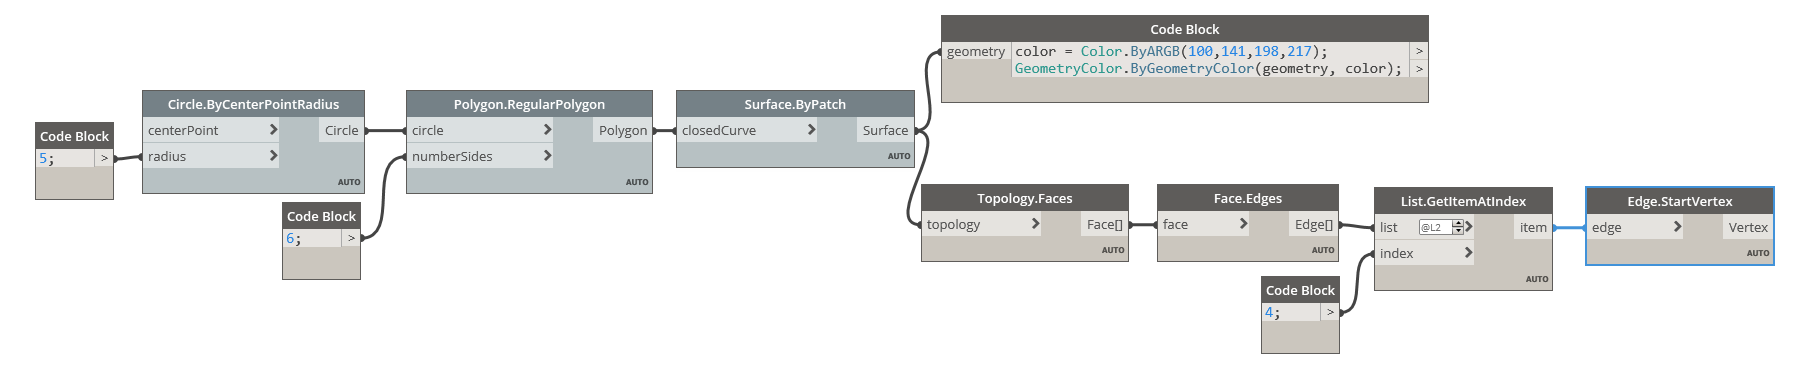 Code Block
5; >
Circle.ByCenterPointRadius
centerPoint > Circle
radius >
AUTO
Code Block
6; >
Polygon.RegularPolygon
circle > Polygon
numberSides >
AUTO
Surface.ByPatch
closedCurve > Surface
AUTO
Code Block
geometry color = Color.ByARGB(100,141,198,217); >
GeometryColor.ByGeometryColor(geometry, color); >
Topology.Faces
topology > Face[]
AUTO
Face.Edges
face > Edge[]
AUTO
Code Block
4; >
List.GetItemAtIndex
list @L2 > item
index >
AUTO
Edge.StartVertex
edge > Vertex
AUTO